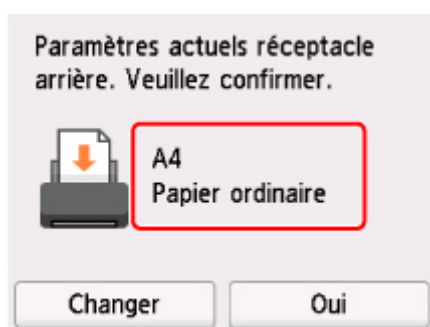 Paramètres actuels réceptacle
arrière. Veuillez confirmer.
A4
Papier ordinaire
Changer
Oui